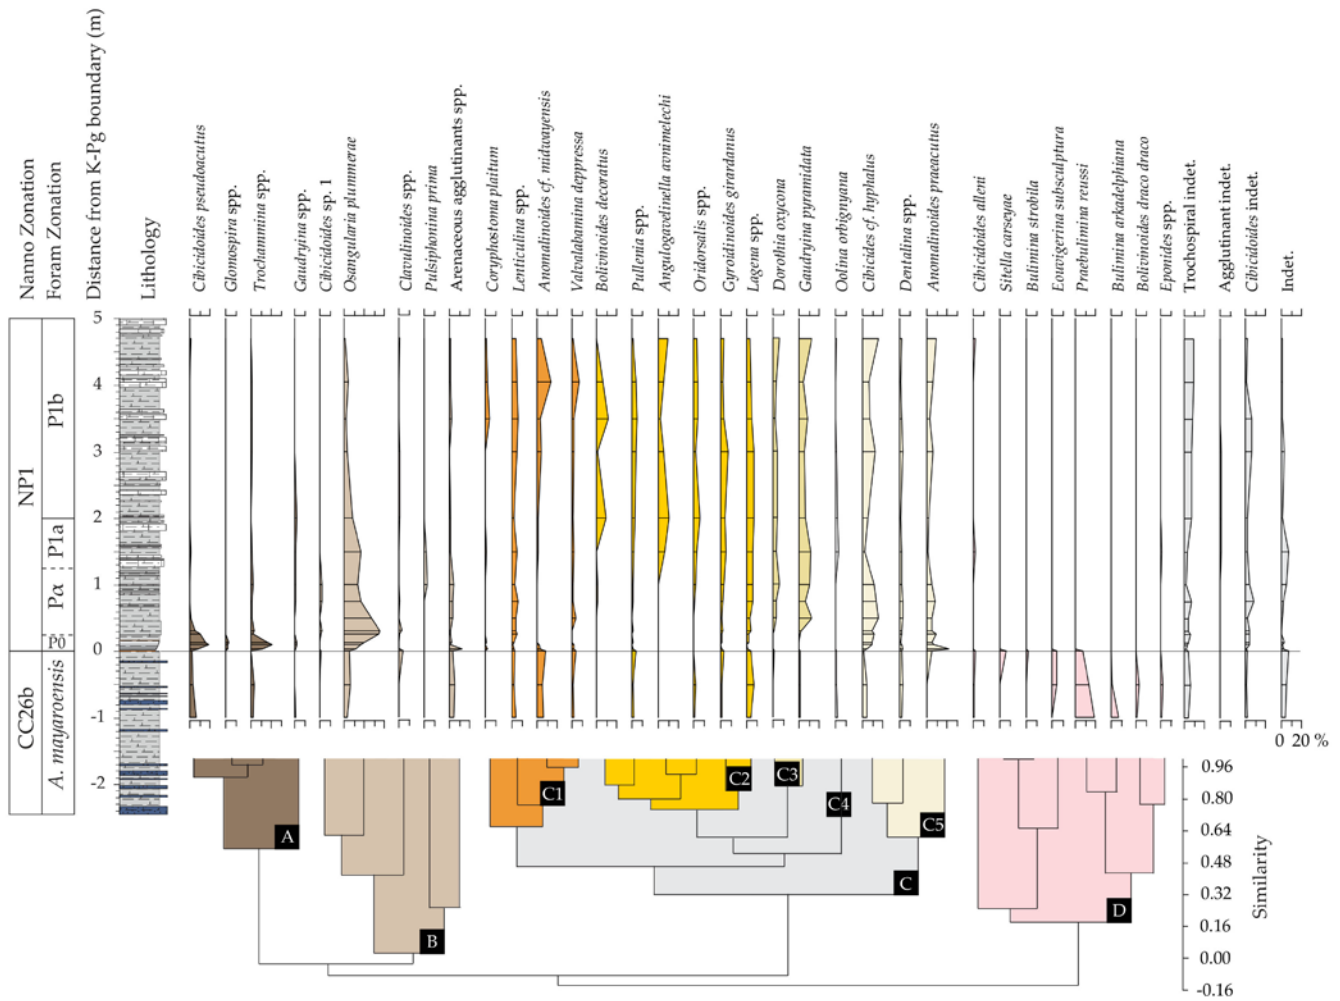 Nanno Zonation
Foram Zonation
Distance from K-Pg boundary (m)
Lithology
Cibicidoides pseudoacutus
Glomospira spp.
Trochammina spp.
Gaudryina spp.
Cibicidoides sp. 1
Osangularia plummerae
Clavulinoides spp.
Pulsiphonina prima
Arenaceous agglutinants spp.
Coryphostoma plaitum
Lenticulina spp.
Anomalinoides cf. midwayensis
Valvalabamina depressa
Bolivinoides decoratus
Pullenia spp.
Angulogavelinella avnimelechi
Oridorsalis spp.
Gyroidinoides girardanus
Lagena spp.
Dorothia oxycona
Gaudryina pyramidata
Oolina orbignyana
Cibicides cf. hyphalus
Dentalina spp.
Anomalinoides praeacutus
Cibicidoides alleni
Sitella carseyae
Bulimina strobila
Eouvigerina subsculptura
Praebulimina reussi
Bulimina arkadelphiana
Bolivinoides draco draco
Eponides spp.
Trochospiral indet.
Agglutinant indet.
Cibicidoides indet.
Indet.
NP1
CC26b
P1b
P1a
Pα
P0
A. mayaroensis
5
4
3
2
1
0
-1
-2
0 20 %
A
B
C1
C2
C3
C4
C5
C
D
0.96
0.80
0.64
0.48
0.32
0.16
0.00
-0.16
Similarity